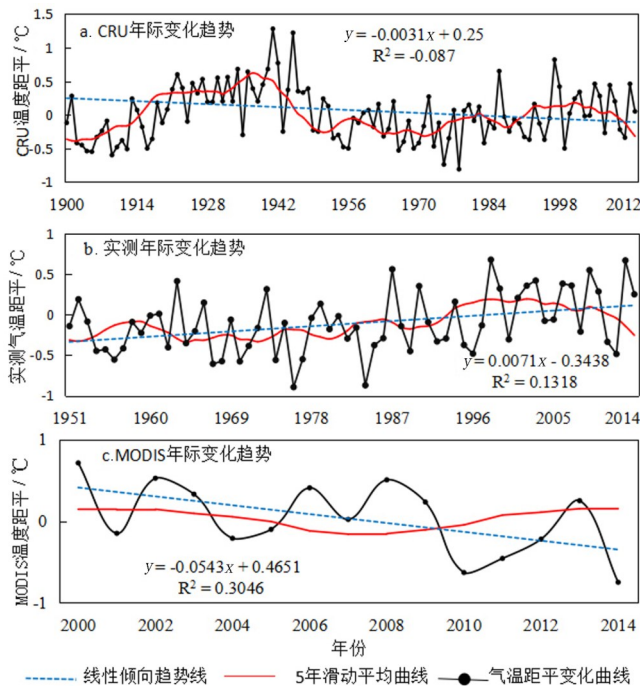 a. CRU年际变化趋势
y = -0.0031x + 0.25
R² = -0.087
CRU温度距平/℃
1.5
1
0.5
0
-0.5
-1
1900 1914 1928 1942 1956 1970 1984 1998 2012
b. 实测年际变化趋势
实测气温距平/℃
1
0.5
0
-0.5
-1
0.0071x - 0.3438
R² = 0.1318
1951 1960 1969 1978 1987 1996 2005 2014
c.MODIS年际变化趋势
MODIS温度距平/℃
1
0
-1
y = -0.0543x + 0.4651
R² = 0.3046
2000 2002 2004 2006 2008 2010 2012 2014
年份
线性倾向趋势线 5年滑动平均曲线 气温距平变化曲线